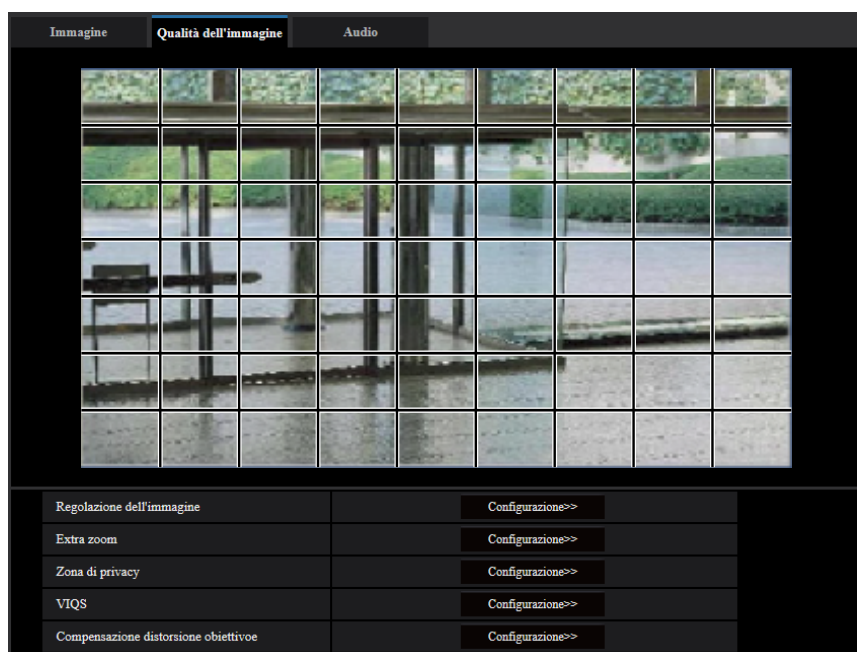 Immagine Qualità dell'immagine Audio
Regolazione dell'immagine Configurazione>>
Extra zoom Configurazione>>
Zona di privacy Configurazione>>
VIQS Configurazione>>
Compensazione distorsione obiettivoe Configurazione>>